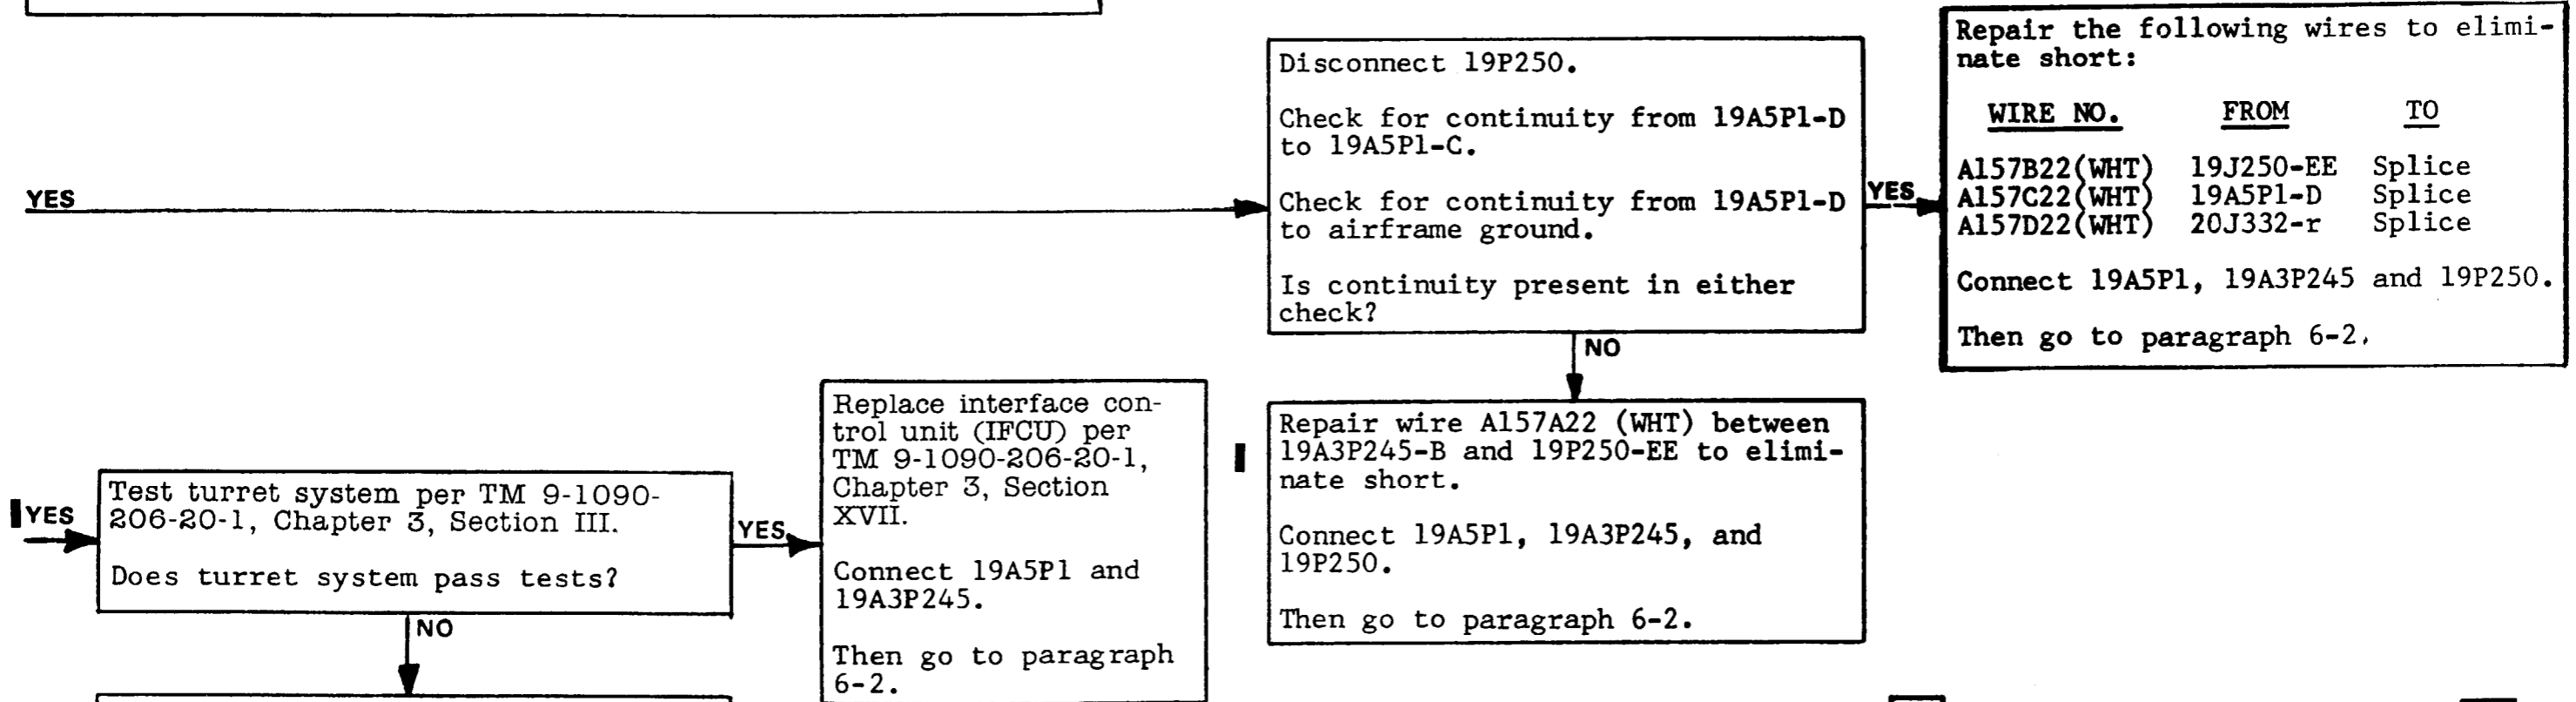 YES
Disconnect 19P250.
Check for continuity from 19A5P1-D
to 19A5P1-C.
Check for continuity from 19A5P1-D
to airframe ground.
Is continuity present in either
check?
YES
Repair the following wires to elimi-
nate short:
WIRE NO. FROM TO
A157B22(WHT) 19J250-EE Splice
A157C22(WHT) 19A5P1-D Splice
A157D22(WHT) 20J332-r Splice
Connect 19A5P1, 19A3P245 and 19P250.
Then go to paragraph 6-2.
NO
Repair wire A157A22 (WHT) between
19A3P245-B and 19P250-EE to elimi-
nate short.
Connect 19A5P1, 19A3P245, and
19P250.
Then go to paragraph 6-2.
YES
Test turret system per TM 9-1090-
206-20-1, Chapter 3, Section III.
Does turret system pass tests?
YES
Replace interface con-
trol unit (IFCU) per
TM 9-1090-206-20-1,
Chapter 3, Section
XVII.
Connect 19A5P1 and
19A3P245.
Then go to paragraph
6-2.
NO